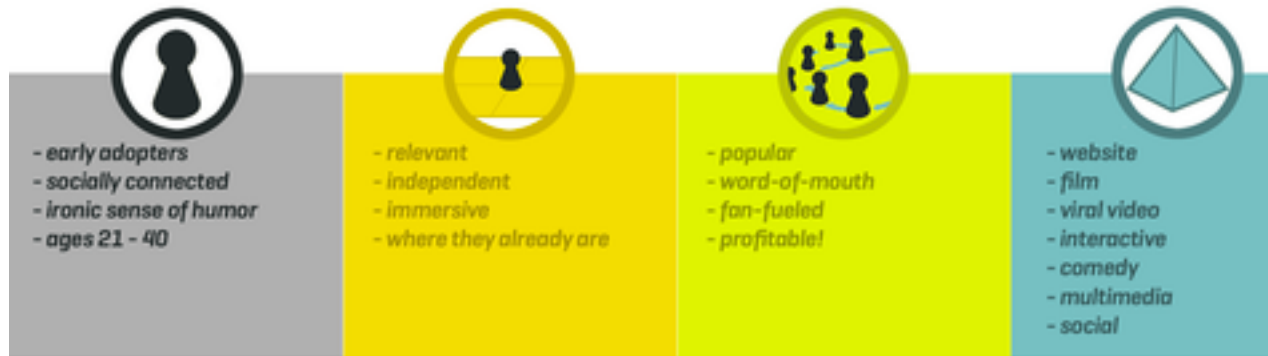 - early adopters
- socially connected
- ironic sense of humor
- ages 21 - 40
- relevant
- independent
- immersive
- where they already are
- popular
- word-of-mouth
- fan-fueled
- profitable!
- website
- film
- viral video
- interactive
- comedy
- multimedia
- social